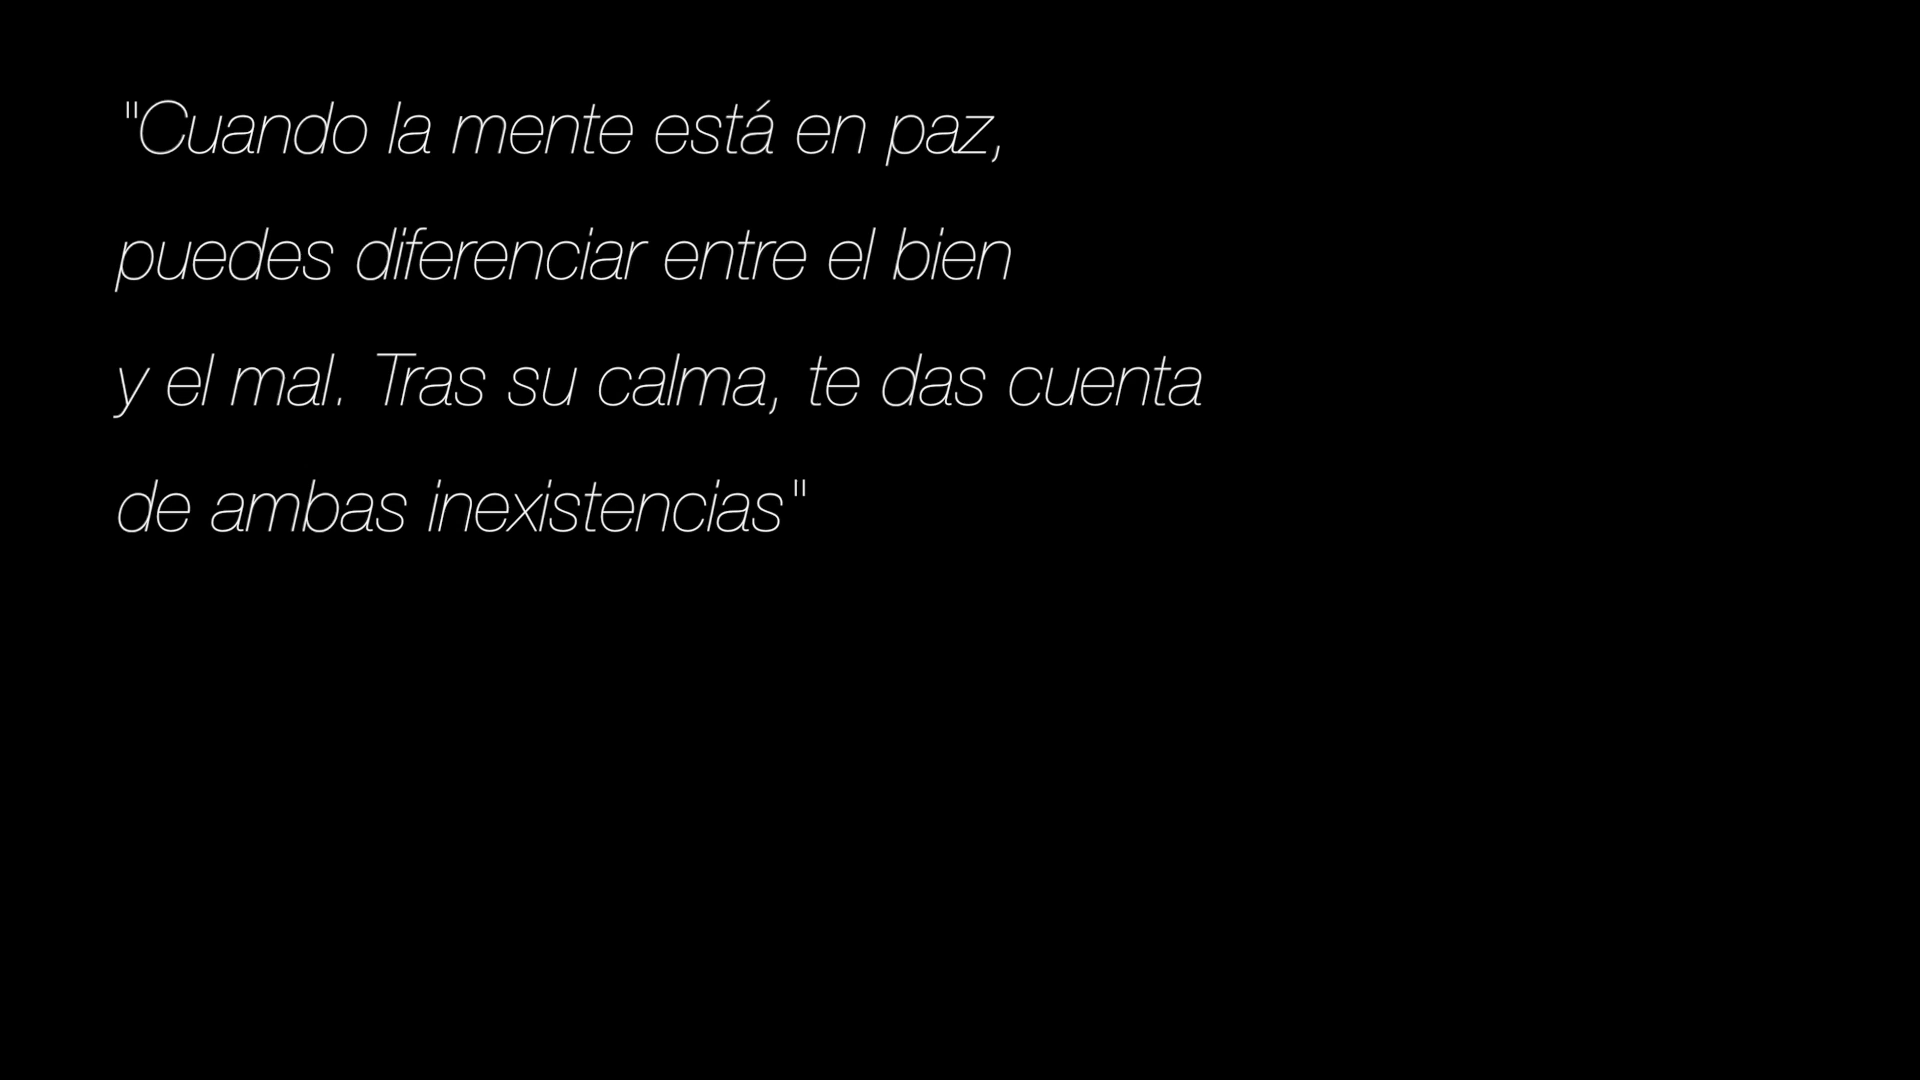 "Cuando la mente está en paz,
puedes diferenciar entre el bien
y el mal. Tras su calma, te das cuenta
de ambas inexistencias"